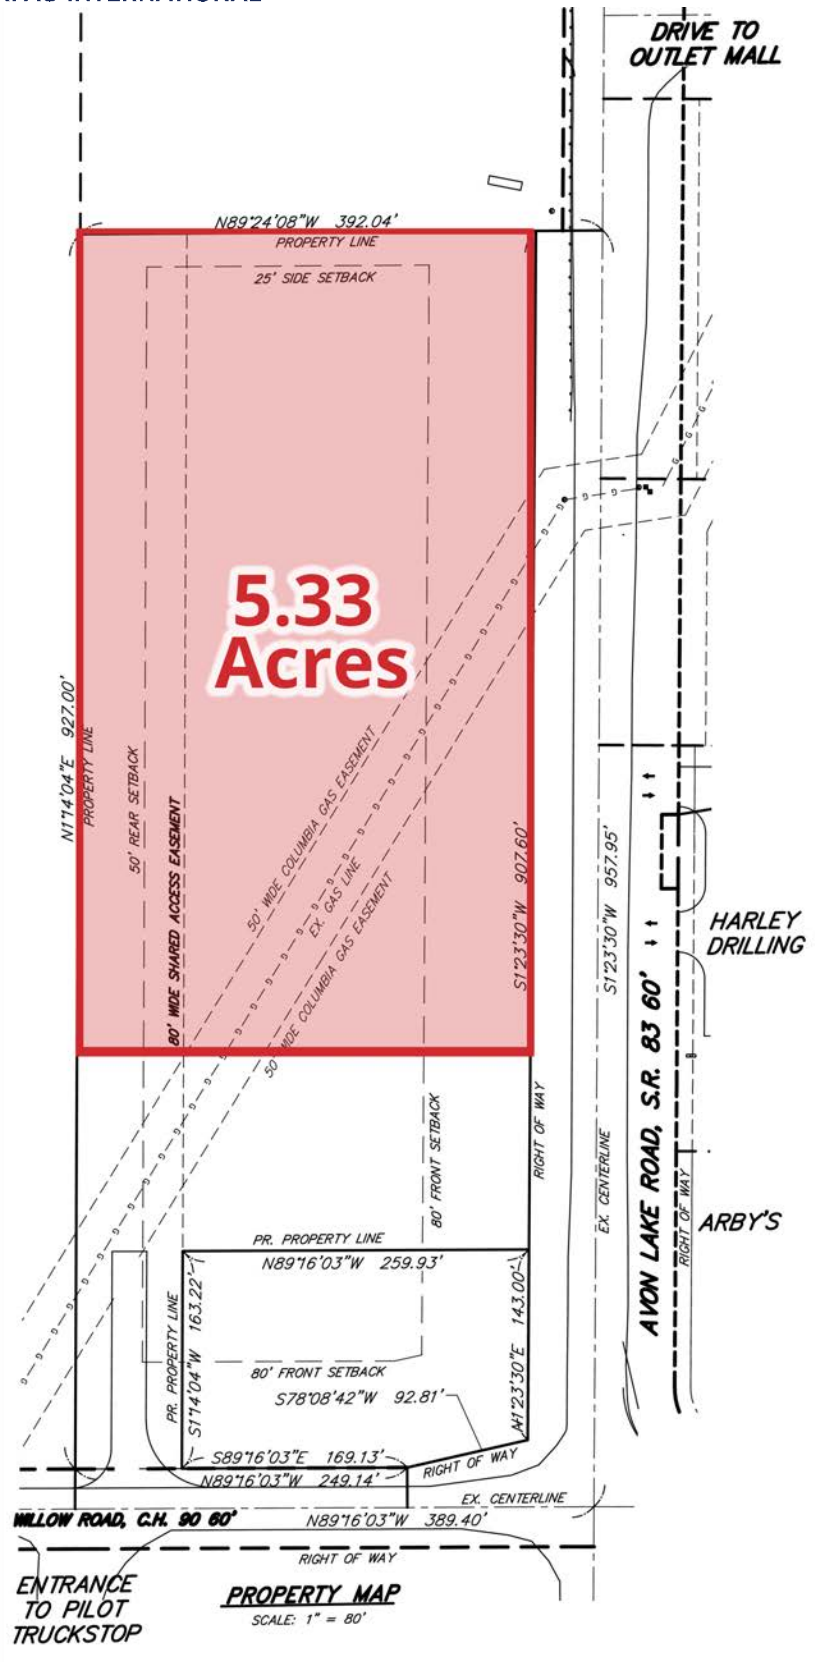 DRIVE TO
OUTLET MALL
N89°24'08"W 392.04'
PROPERTY LINE
25' SIDE SETBACK
5.33
Acres
N1°14'04"E 927.00'
PROPERTY LINE
50' REAR SETBACK
80' WIDE SHARED ACCESS EASEMENT
50' WIDE COLUMBIA GAS EASEMENT
EX. GAS LINE
50' WIDE COLUMBIA GAS EASEMENT
S1°23'30"W 907.60'
S1°23'30"W 957.95'
HARLEY
DRILLING
AVON LAKE ROAD, S.R. 83 60'
RIGHT OF WAY
80' FRONT SETBACK
EX. CENTERLINE
RIGHT OF WAY
ARBY'S
PR. PROPERTY LINE
N89°16'03"W 259.93'
PR. PROPERTY LINE
S1°14'04"W 163.22'
143.00'
80' FRONT SETBACK
S78°08'42"W 92.81'
S89°16'03"E 169.13'
RIGHT OF WAY
N89°16'03"W 249.14'
EX. CENTERLINE
WILLOW ROAD, C.H. 90 60'
N89°16'03"W 389.40'
RIGHT OF WAY
ENTRANCE
TO PILOT
TRUCKSTOP
PROPERTY MAP
SCALE: 1" = 80'